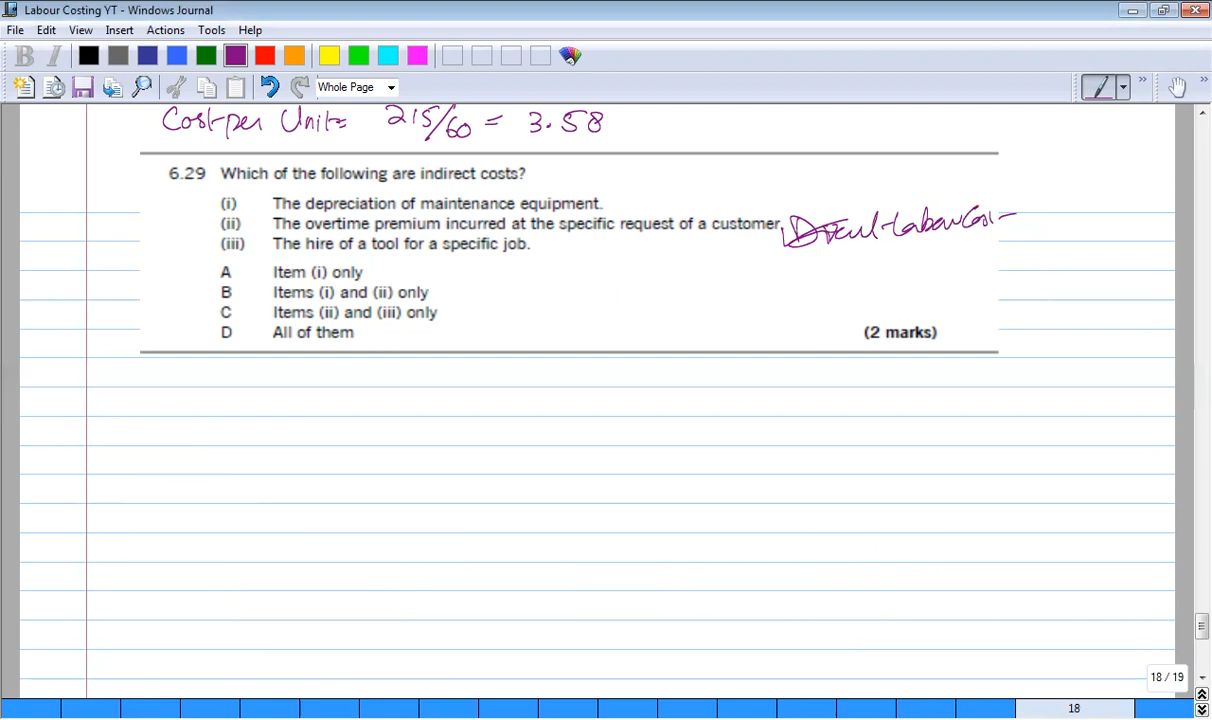 Labour Costing YT - Windows Journal
File Edit View Insert Actions Tools Help
B I
Whole Page
Cost per Unit = 215/60 = 3.58
6.29 Which of the following are indirect costs?
(i) The depreciation of maintenance equipment.
(ii) The overtime premium incurred at the specific request of a customer. Labour Cost
(iii) The hire of a tool for a specific job.
A Item (i) only
B Items (i) and (ii) only
C Items (ii) and (iii) only
D All of them (2 marks)
18 / 19
18